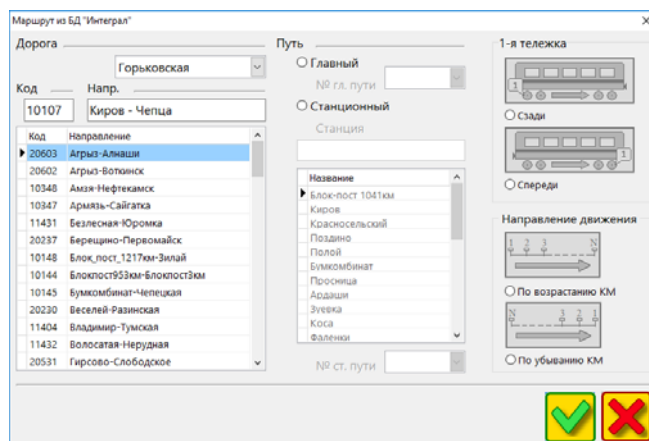 Маршрут из БД "Интеграл"
Дорога
Горьковская
Код Напр.
10107 Киров - Чепца
Код Направление
20603 Агрыз-Алнаши
20602 Агрыз-Воткинск
10348 Амзя-Нефтекамск
10347 Армязь-Сайгатка
11431 Безлесная-Юромка
20237 Берещино-Первомайск
10148 Блок_пост_1217км-Зилай
10144 Блокпост953км-Блокпост3км
10145 Бумкомбинат-Чепецкая
20230 Веселей-Разинская
11404 Владимир-Тумская
11432 Волосатая-Нерудная
20531 Гирсово-Слободское
Путь
Главный
№ гл. пути
Станционный
Станция
Название
Блок-пост 1041км
Киров
Красносельский
Поздино
Полой
Бумкомбинат
Просница
Ардаши
Зуевка
Коса
Фаленки
№ ст. пути
1-я тележка
1
Сзади
1
Спереди
Направление движения
1 2 3 N
По возрастанию КМ
N 3 2 1
По убыванию КМ